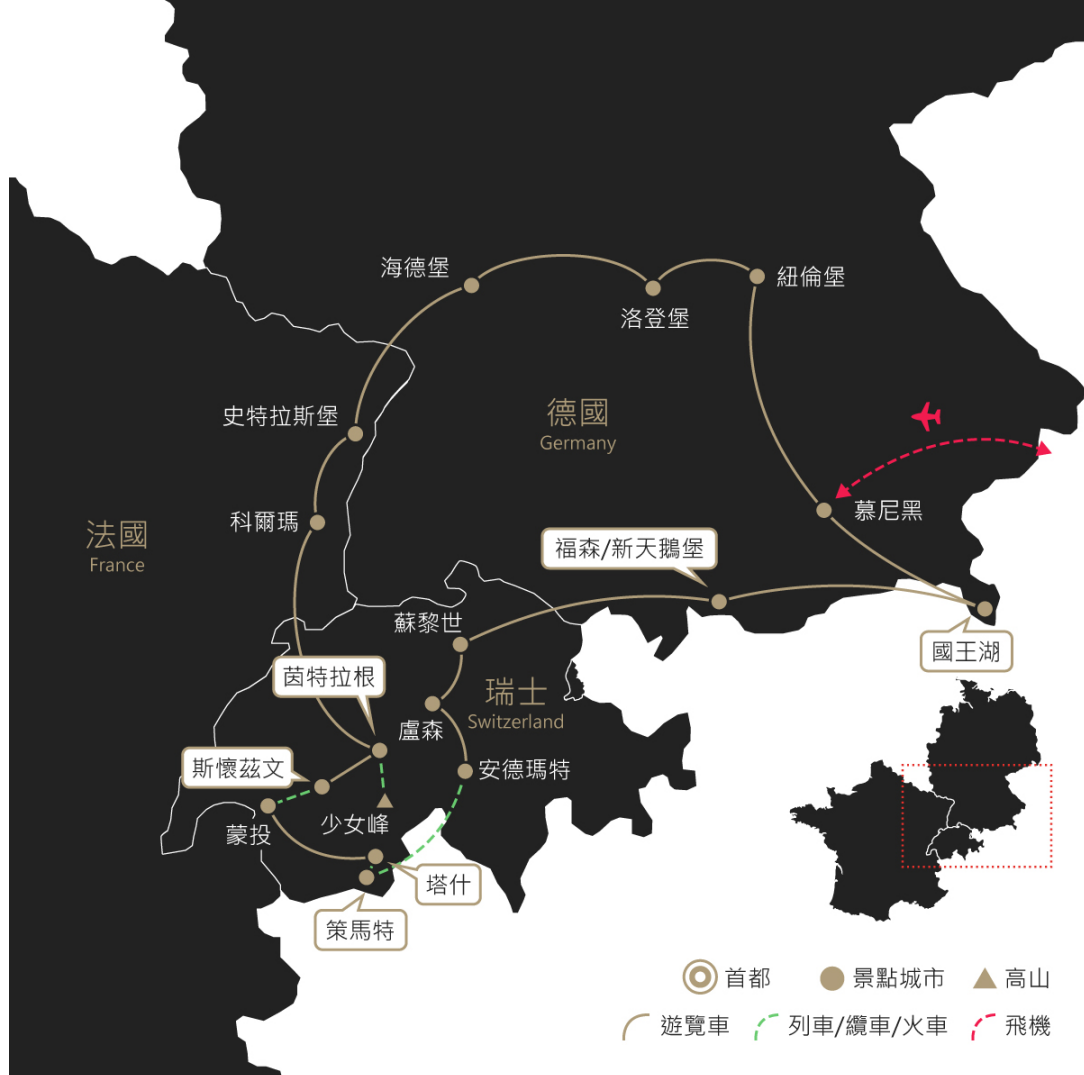 海德堡
紐倫堡
洛登堡
史特拉斯堡
德國
Germany
科爾瑪
慕尼黑
法國
France
福森/新天鵝堡
蘇黎世
國王湖
茵特拉根
瑞士
Switzerland
盧森
斯懷茲文
安德瑪特
少女峰
蒙投
塔什
策馬特
首都 景點城市 高山
遊覽車 列車/纜車/火車 飛機